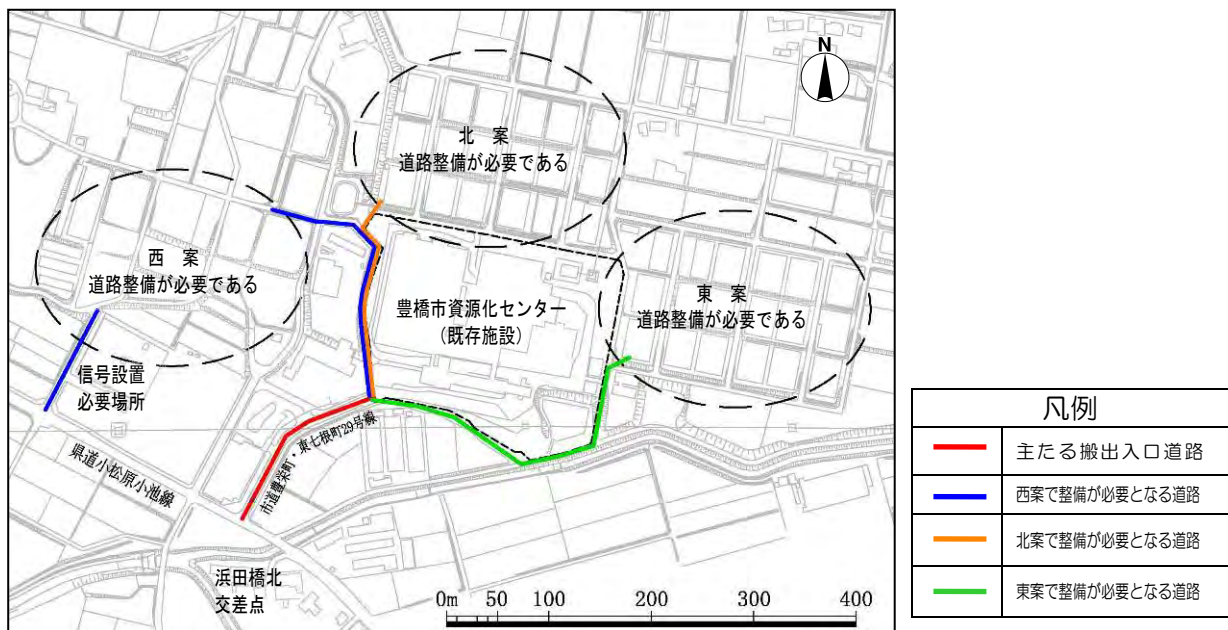 N
北 案
道路整備が必要である
西 案
道路整備が必要である
東 案
道路整備が必要である
豊橋市資源化センター
(既存施設)
信号設置
必要場所
県道小松原小池線
市道豊栄町・東七根町29号線
浜田橋北
交差点
0m 50 100 200 300 400
凡例
主たる搬出入口道路
西案で整備が必要となる道路
北案で整備が必要となる道路
東案で整備が必要となる道路